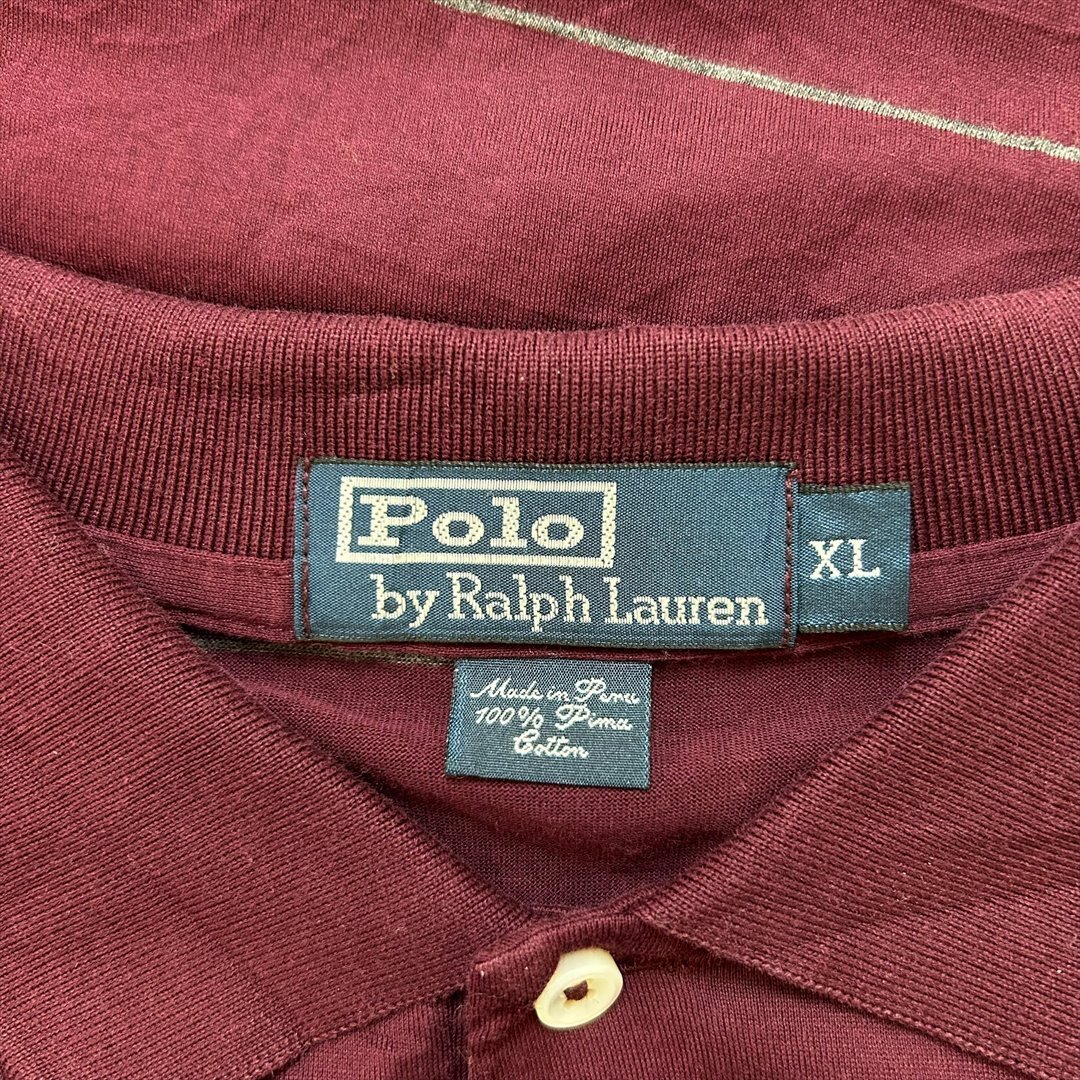 Polo
by Ralph Lauren
XL
Made in Peru
100% Pima
Cotton